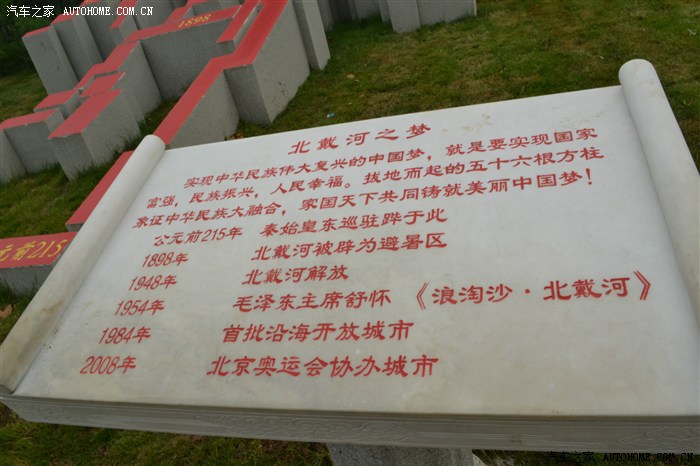 汽车之家 AUTOHOME.COM.CN
1898
公元前215
北戴河之梦
实现中华民族伟大复兴的中国梦，就是要实现国家
富强，民族振兴，人民幸福。拔地而起的五十六根方柱
象证中华民族大融合，家国天下共同铸就美丽中国梦！
公元前215年 秦始皇东巡驻跸于此
1898年 北戴河被辟为避暑区
1948年 北戴河解放
1954年 毛泽东主席舒怀 《浪淘沙·北戴河》
1984年 首批沿海开放城市
2008年 北京奥运会协办城市
汽车之家 AUTOHOME.COM.CN